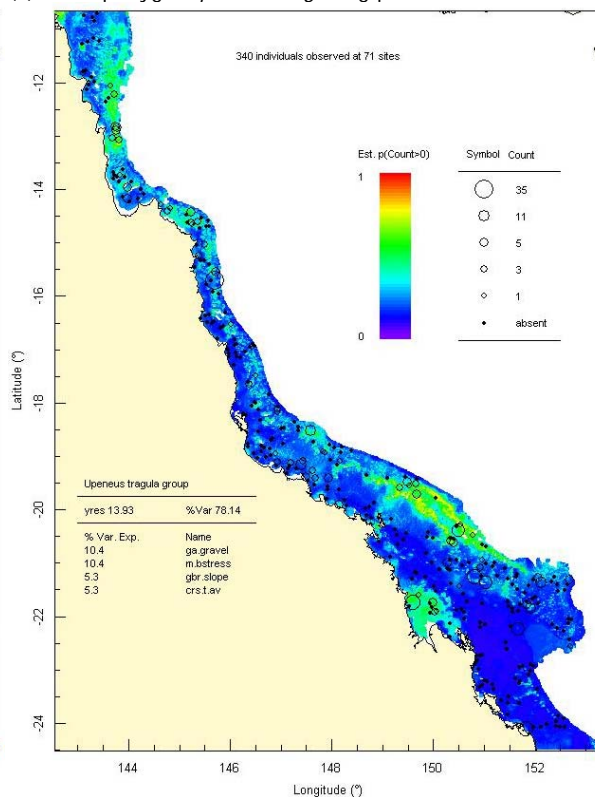 340 individuals observed at 71 sites
Est. p(Count>0)
1
0
Symbol Count
35
11
5
3
1
absent
Upeneus tragula group
yres 13.93 %Var 78.14
% Var. Exp. Name
10.4 ga.gravel
10.4 m.bstress
5.3 gbr.slope
5.3 crs.t.av
-12
-14
-16
-18
-20
-22
-24
Latitude (°)
144 146 148 150 152
Longitude (°)